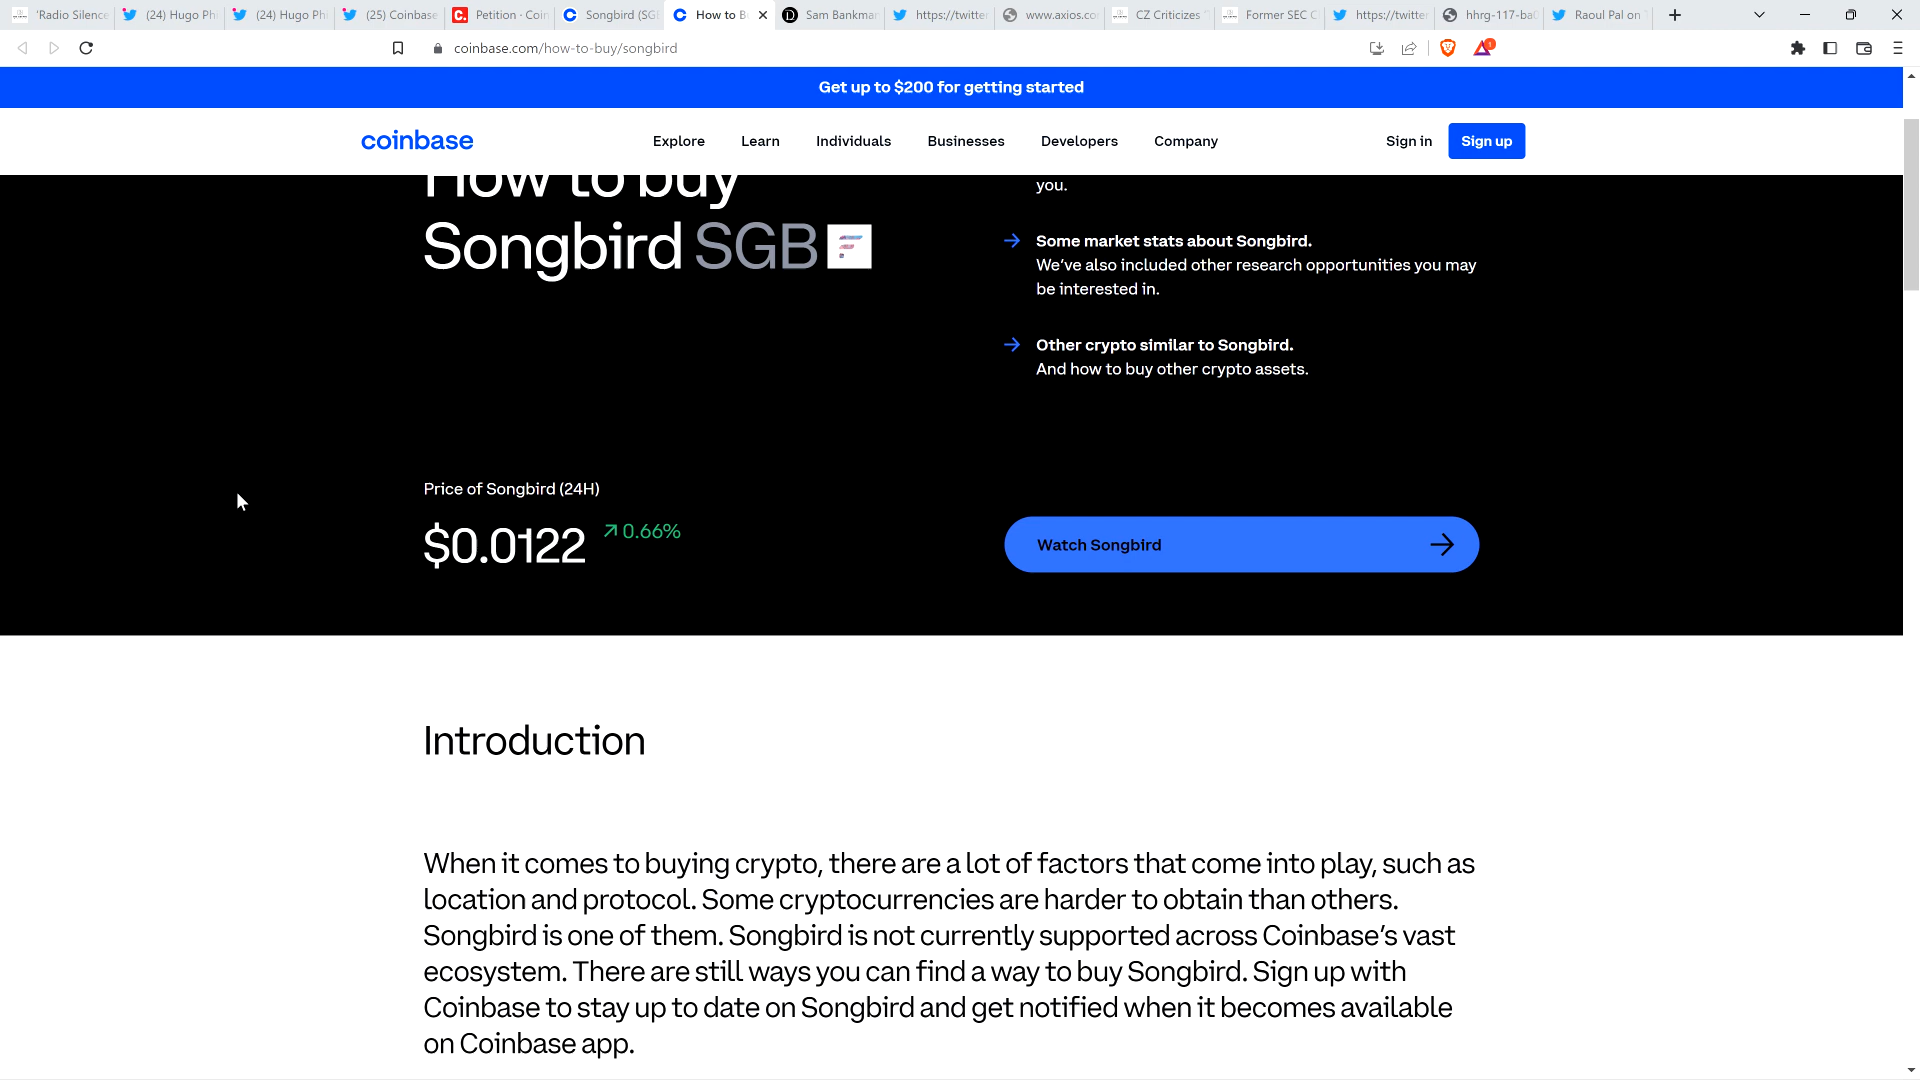 'Radio Silence
(24) Hugo Phi
(24) Hugo Phi
(25) Coinbase
Petition · Coin
Songbird (SGB
How to B
Sam Bankman
https://twitter
www.axios.co
CZ Criticizes "
Former SEC C
https://twitter
hhrg-117-ba0
Raoul Pal on
coinbase.com/how-to-buy/songbird
Get up to $200 for getting started
coinbase
Explore
Learn
Individuals
Businesses
Developers
Company
Sign in
Sign up
How to buy
Songbird SGB
you.
Some market stats about Songbird.
We've also included other research opportunities you may
be interested in.
Other crypto similar to Songbird.
And how to buy other crypto assets.
Price of Songbird (24H)
$0.0122
0.66%
Watch Songbird
Introduction
When it comes to buying crypto, there are a lot of factors that come into play, such as
location and protocol. Some cryptocurrencies are harder to obtain than others.
Songbird is one of them. Songbird is not currently supported across Coinbase's vast
ecosystem. There are still ways you can find a way to buy Songbird. Sign up with
Coinbase to stay up to date on Songbird and get notified when it becomes available
on Coinbase app.